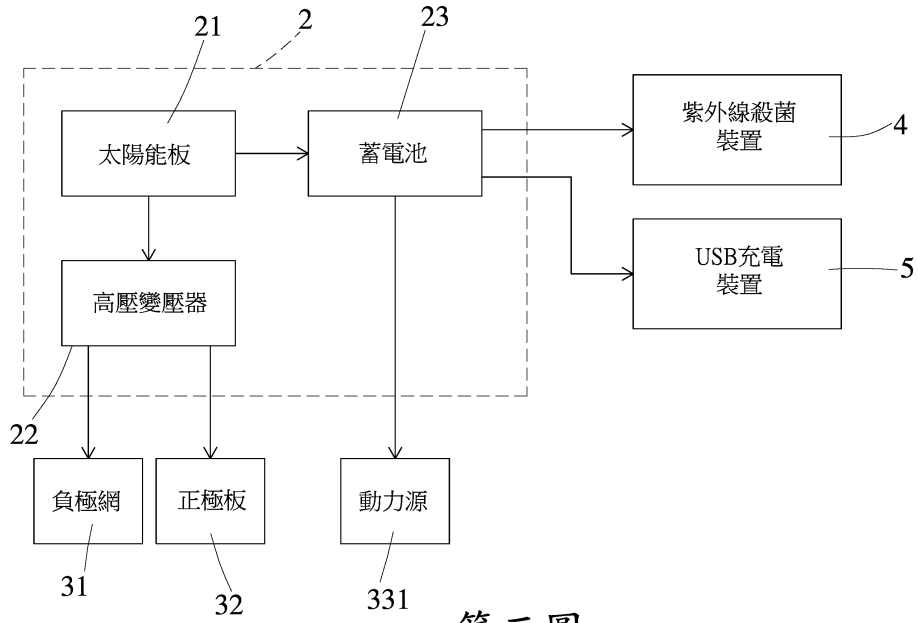 21
2
23
太陽能板
蓄電池
紫外線殺菌
裝置
4
USB充電
裝置
5
高壓變壓器
22
負極網
正極板
動力源
31
32
331